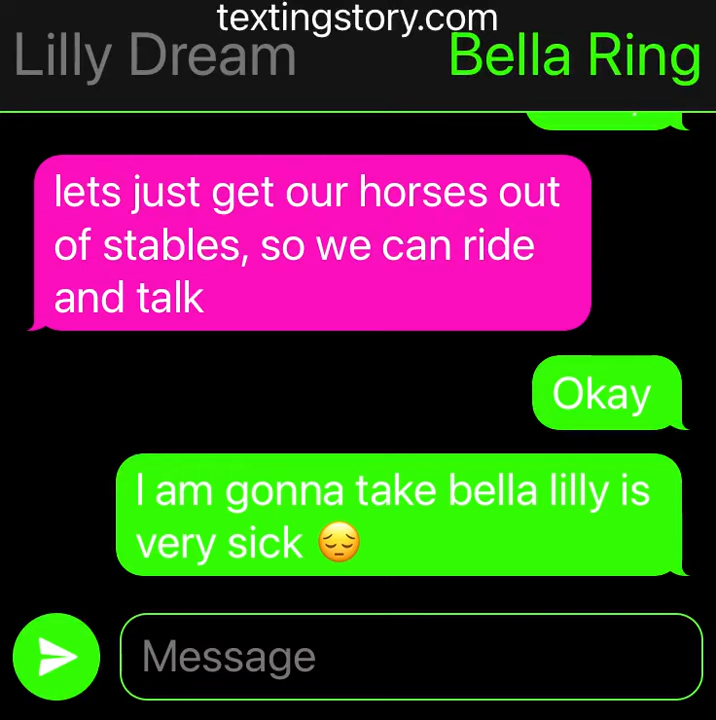 textingstory.com
Lilly Dream
Bella Ring
lets just get our horses out
of stables, so we can ride
and talk
Okay
I am gonna take bella lilly is
very sick 😔
Message